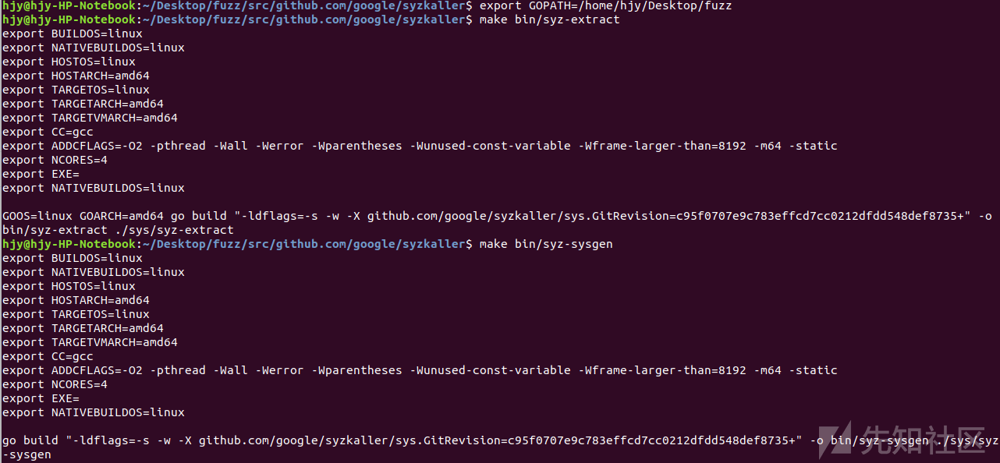 hjy@hjy-HP-Notebook:~/Desktop/fuzz/src/github.com/google/syzkaller$ export GOPATH=/home/hjy/Desktop/fuzz
hjy@hjy-HP-Notebook:~/Desktop/fuzz/src/github.com/google/syzkaller$ make bin/syz-extract
export BUILDOS=linux
export NATIVEBUILDOS=linux
export HOSTOS=linux
export HOSTARCH=amd64
export TARGETOS=linux
export TARGETARCH=amd64
export TARGETVMARCH=amd64
export CC=gcc
export ADDCFLAGS=-O2 -pthread -Wall -Werror -Wparentheses -Wunused-const-variable -Wframe-larger-than=8192 -m64 -static
export NCORES=4
export EXE=
export NATIVEBUILDOS=linux
GOOS=linux GOARCH=amd64 go build "-ldflags=-s -w -X github.com/google/syzkaller/sys.GitRevision=c95f0707e9c783effcd7cc0212dfdd548def8735+" -o
bin/syz-extract ./sys/syz-extract
hjy@hjy-HP-Notebook:~/Desktop/fuzz/src/github.com/google/syzkaller$ make bin/syz-sysgen
export BUILDOS=linux
export NATIVEBUILDOS=linux
export HOSTOS=linux
export HOSTARCH=amd64
export TARGETOS=linux
export TARGETARCH=amd64
export TARGETVMARCH=amd64
export CC=gcc
export ADDCFLAGS=-O2 -pthread -Wall -Werror -Wparentheses -Wunused-const-variable -Wframe-larger-than=8192 -m64 -static
export NCORES=4
export EXE=
export NATIVEBUILDOS=linux
go build "-ldflags=-s -w -X github.com/google/syzkaller/sys.GitRevision=c95f0707e9c783effcd7cc0212dfdd548def8735+" -o bin/syz-sysgen ./sys/syz
-sysgen
先知社区